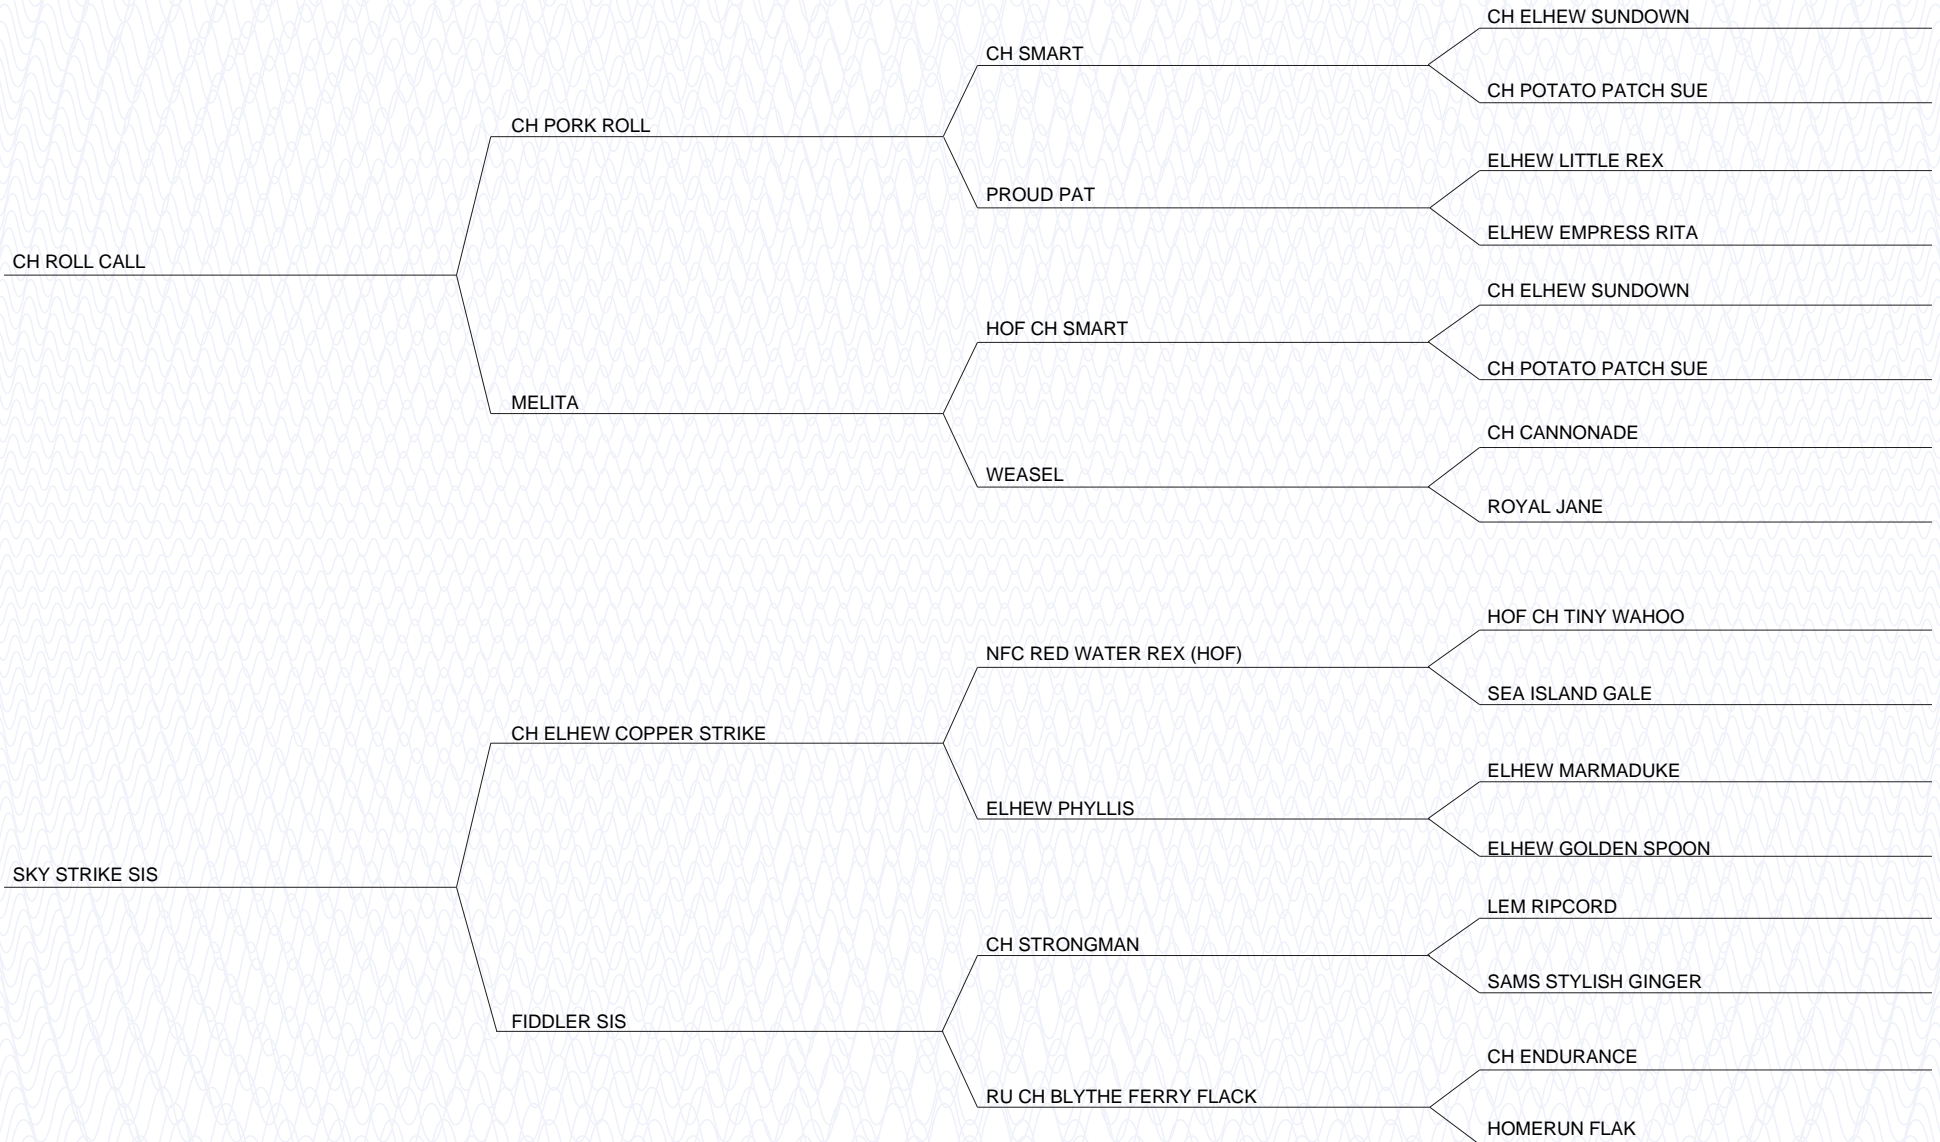 CH ELHEW SUNDOWN
CH SMART
CH POTATO PATCH SUE
CH PORK ROLL
ELHEW LITTLE REX
PROUD PAT
ELHEW EMPRESS RITA
CH ROLL CALL
CH ELHEW SUNDOWN
HOF CH SMART
CH POTATO PATCH SUE
MELITA
CH CANNONADE
WEASEL
ROYAL JANE
HOF CH TINY WAHOO
NFC RED WATER REX (HOF)
SEA ISLAND GALE
CH ELHEW COPPER STRIKE
ELHEW MARMADUKE
ELHEW PHYLLIS
ELHEW GOLDEN SPOON
SKY STRIKE SIS
LEM RIPCORD
CH STRONGMAN
SAMS STYLISH GINGER
FIDDLER SIS
CH ENDURANCE
RU CH BLYTHE FERRY FLACK
HOMERUN FLAK